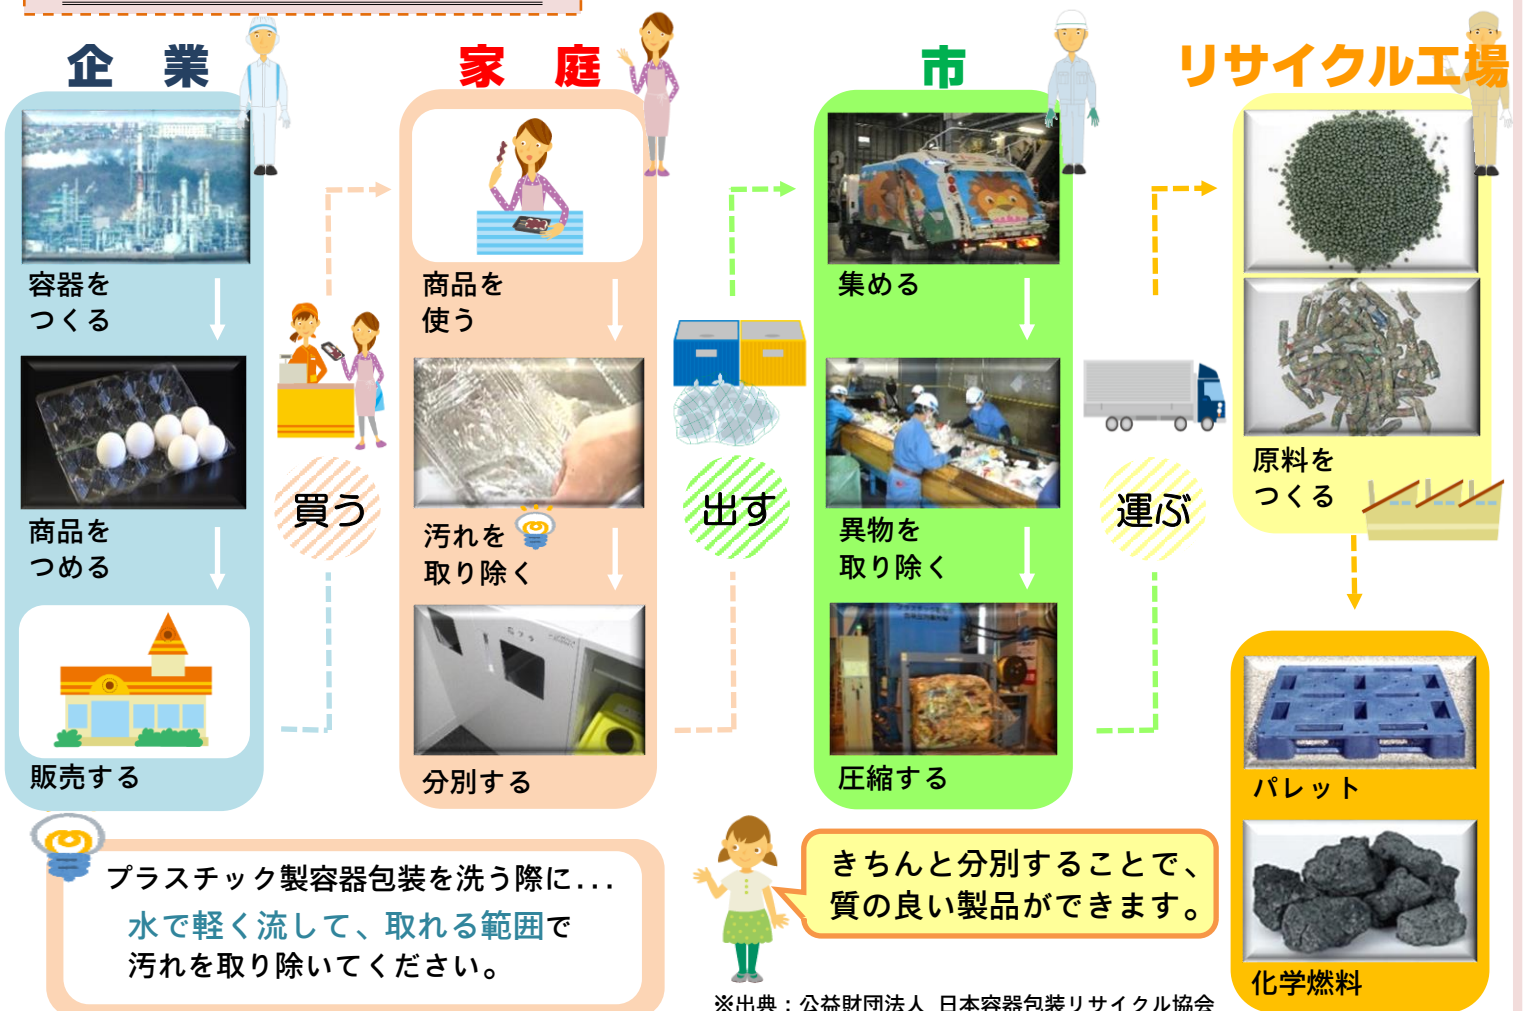 企業
容器を
つくる
商品を
つめる
販売する
買う
家庭
商品を
使う
汚れを
取り除く
分別する
出す
市
集める
異物を
取り除く
圧縮する
運ぶ
リサイクル工場
原料を
つくる
パレット
化学燃料
プラスチック製容器包装を洗う際に...
水で軽く流して、取れる範囲で
汚れを取り除いてください。
きちんと分別することで、
質の良い製品ができます。
※出典：公益財団法人 日本容器包装リサイクル協会